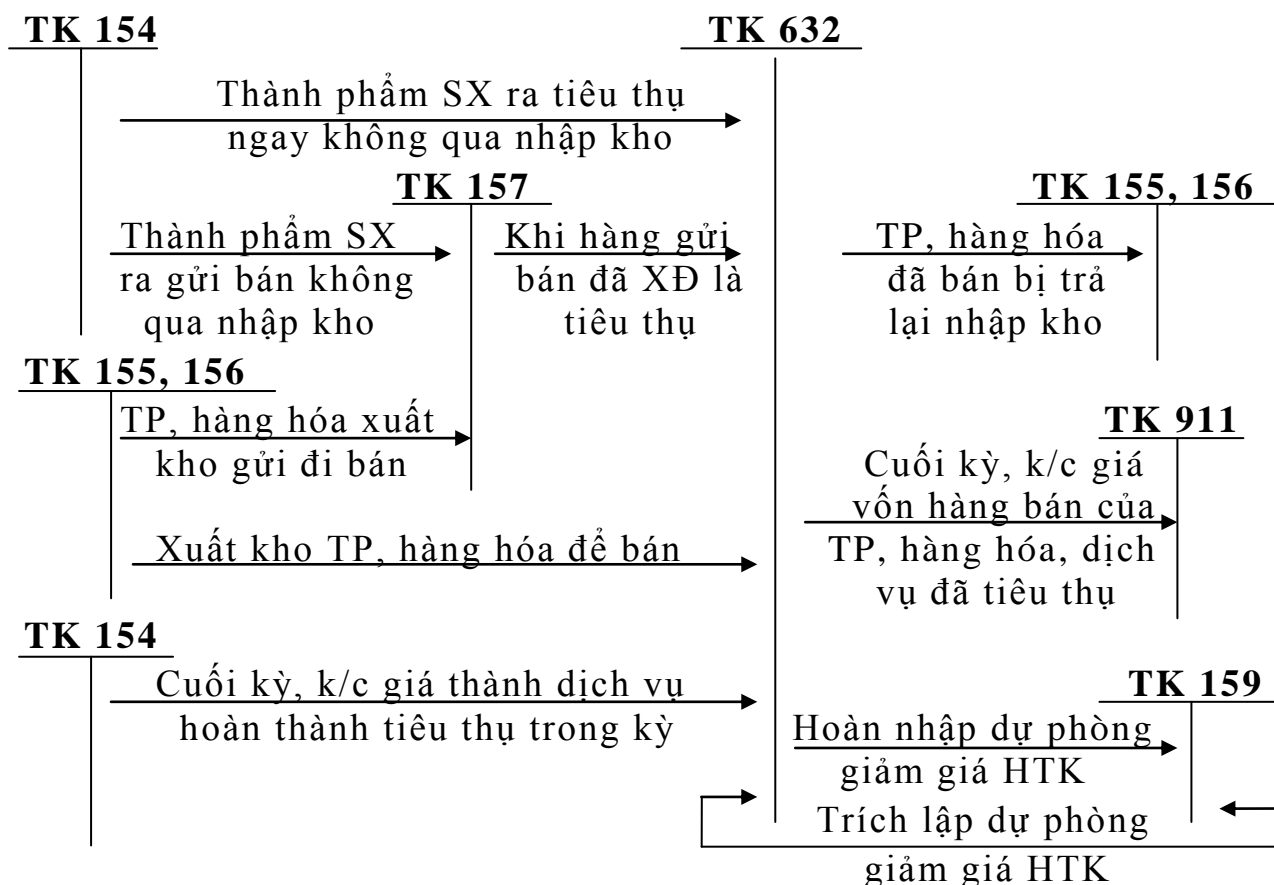 TK 154
TK 632
Thành phẩm SX ra tiêu thụ
ngay không qua nhập kho
TK 157
TK 155, 156
Thành phẩm SX
ra gửi bán không
qua nhập kho
Khi hàng gửi
bán đã XĐ là
tiêu thụ
TP, hàng hóa
đã bán bị trả
lại nhập kho
TK 155, 156
TP, hàng hóa xuất
kho gửi đi bán
TK 911
Cuối kỳ, k/c giá
vốn hàng bán của
TP, hàng hóa, dịch
vụ đã tiêu thụ
Xuất kho TP, hàng hóa để bán
TK 154
Cuối kỳ, k/c giá thành dịch vụ
hoàn thành tiêu thụ trong kỳ
TK 159
Hoàn nhập dự phòng
giảm giá HTK
Trích lập dự phòng
giảm giá HTK